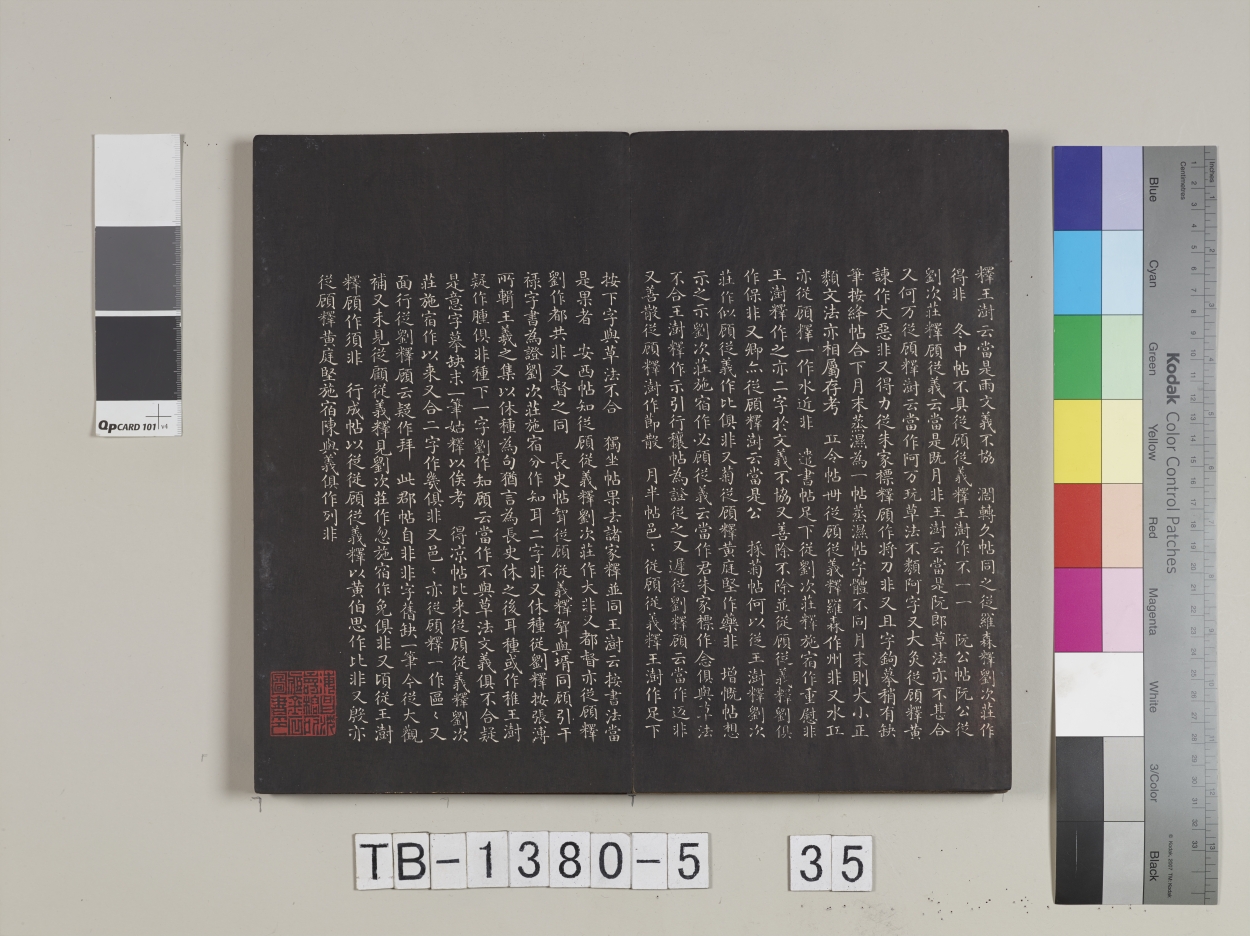 釋王澍云當是雨文義不協 濶轉久帖同之從羅森釋劉次莊作
得非 冬中帖不具從顧從義釋王澍作不一一 阮公帖阮公從
劉次莊釋顧從義云當是既月非王澍云當是阮郎草法亦不甚合
又何万從顧釋澍云當作阿万玩草法不類阿字又大炙從顧釋黄
諫作大惡非又得力從朱家標釋顧作捋刀非又且字鉤摹稍有缺
筆按絳帖合下月末蒸濕為一帖蒸濕帖字體不同月末則大小正
類文法亦相屬存考 㠪令帖卌從顧從義釋羅森作州非又水㠪
亦從顧釋一作水近非 遣書帖足下從劉次莊釋施宿作重慰非
王澍釋作之亦二字於文義不協又善除不除並從顧從義釋劉俱
作保非又卿尒從顧釋澍云當是公 採菊帖何以從王澍釋劉次
莊作似顧從義作比俱非又菊從顧釋黄庭堅作藥非 增慨帖想
示之示劉次莊施宿作必顧從義云當作君朱家標作念俱與草法
不合王澍釋作示引行穰帖為證從之又遲從劉釋顧云當作迈非
又善散從顧釋澍作即散 月半帖邑〻從顧從義釋王澍作足下
按下字與草法不合 獨坐帖果去諸家釋並同王澍云按書法當
是果者 安西帖知從顧從義釋劉次莊作大非又都督亦從顧釋
劉作都共非又督之同 長史帖壻從顧從義釋聟與壻同顧引干
祿字書為證劉次莊施宿分作知耳二字非又休種從劉釋按張溥
所輯王羲之集以休種為句猶言為長史休之後耳種或作稚王澍
疑作腫俱非種下一字劉作知顧云當作不與草法文義俱不合疑
是意字摹缺末一筆姑釋以俟考 得凉帖比來從顧從義釋劉次
莊施宿作以來又合二字作幾俱非又邑〻亦從顧釋一作區〻又
面行從劉釋顧云疑作拜 此郡帖自非非字舊缺一筆今從大觀
補又未見從顧從義釋見劉次莊作忽施宿作免俱非又頃從王澍
釋顧作須非 行成帖以從從顧從義釋以黄伯思作比非又殷亦
從顧釋黄庭堅施宿陳與義俱作列非
TB-1380-5 35
QPCARD 101 v4
Kodak Color Control Patches
Blue
Cyan
Green
Yellow
Red
Magenta
White
3/Color
Black
Inches
Centimetres